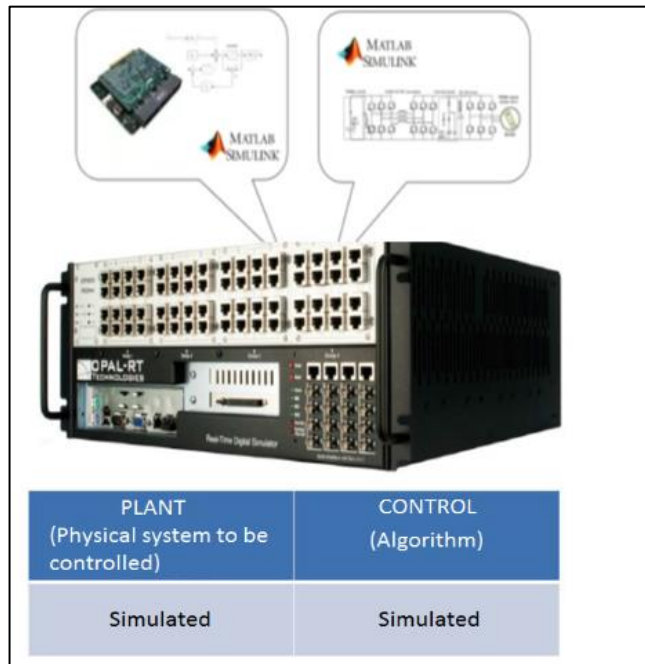 MATLAB
SIMULINK
MATLAB
SIMULINK
OPAL-RT
TECHNOLOGIES
Real-Time Digital Simulator
PLANT
(Physical system to be
controlled)
CONTROL
(Algorithm)
Simulated
Simulated